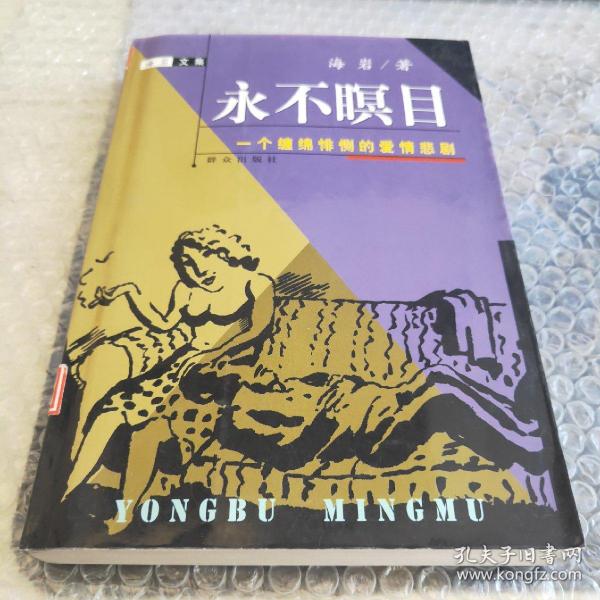 文集
海岩/著
永不瞑目
一个缠绵悱恻的爱情悲剧
群众出版社
YONGBU MINGMU
孔夫子旧书网
www.kongfz.com